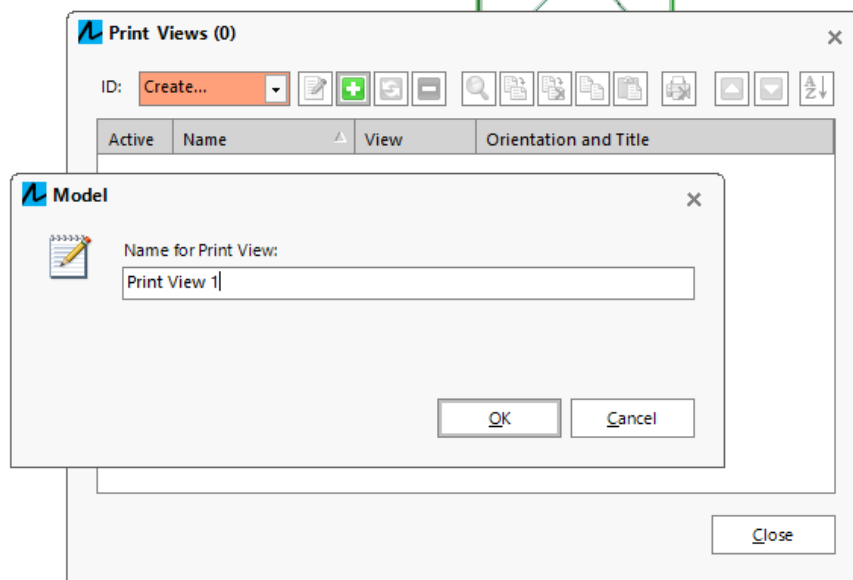 Print Views (0)
ID: Create...
A Z
Active Name View Orientation and Title
Model
Name for Print View:
Print View 1
OK Cancel
Close